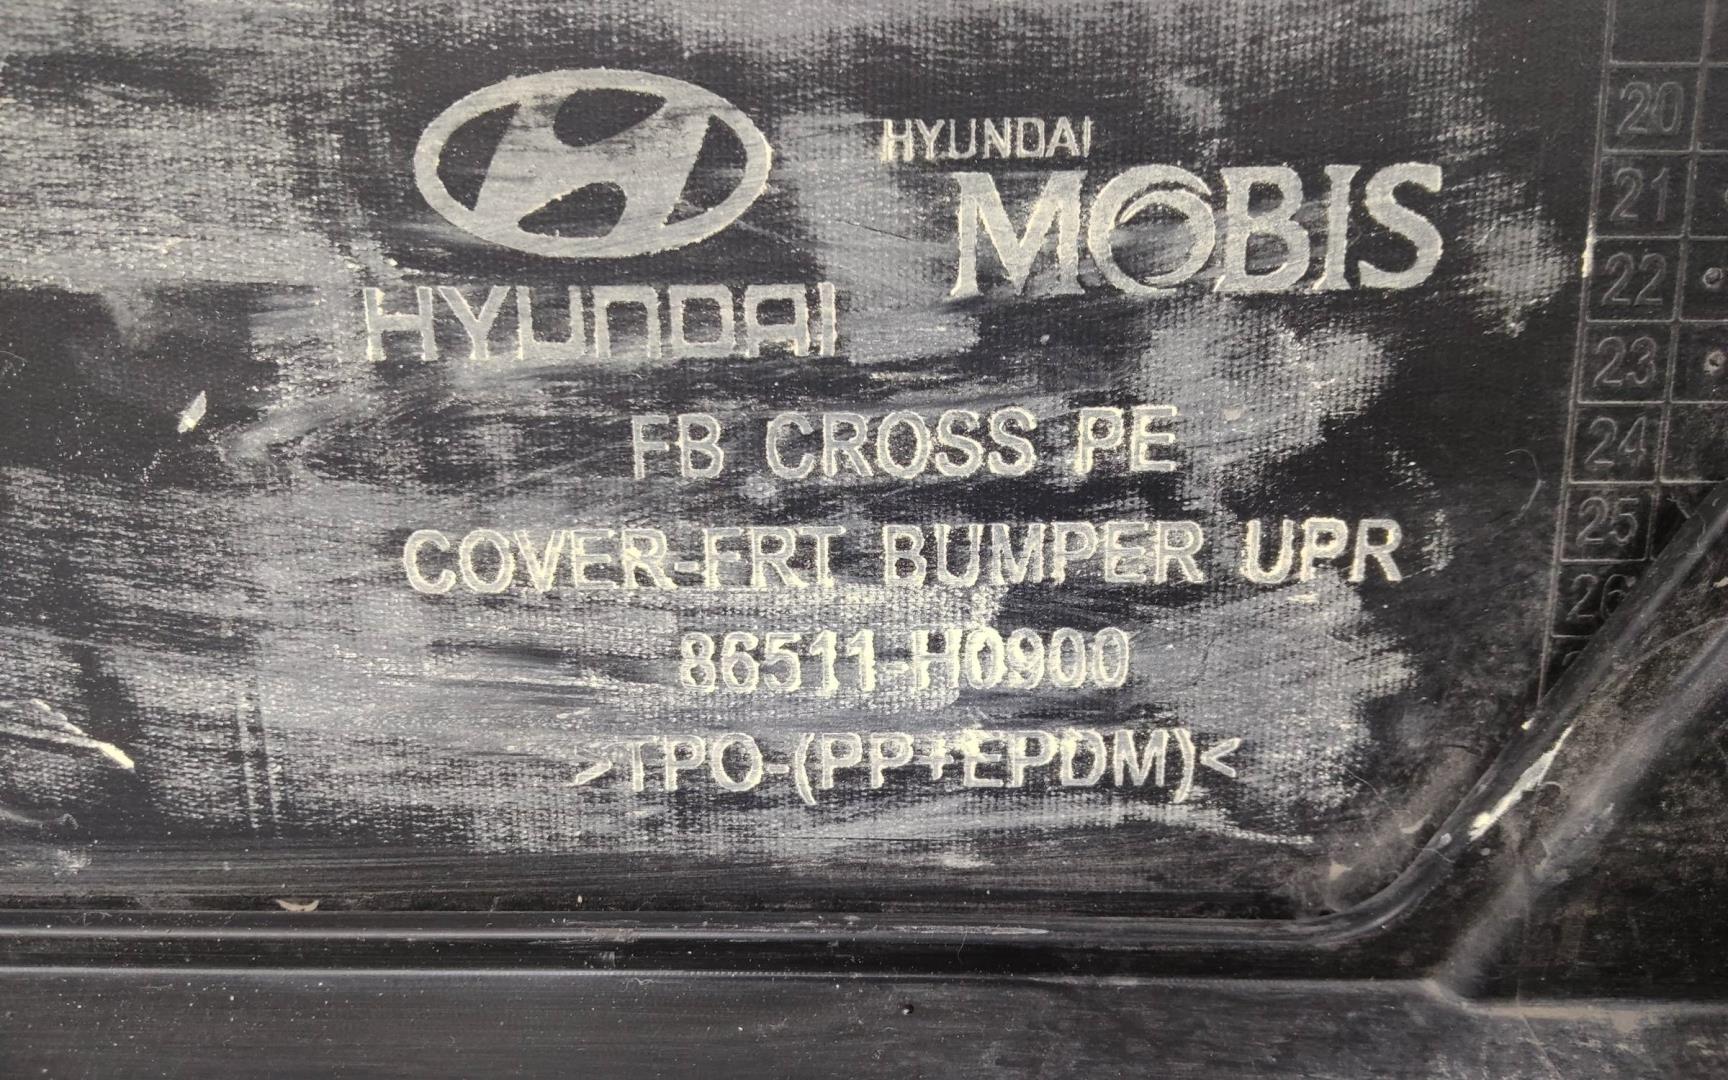 HYUNDAI
HYUNDAI
MOBIS
FB CROSS PE
COVER-FRT BUMPER UPR
86511-H0900
>TPO-(PP+EPDM)<
20
21
22
23
24
25
26